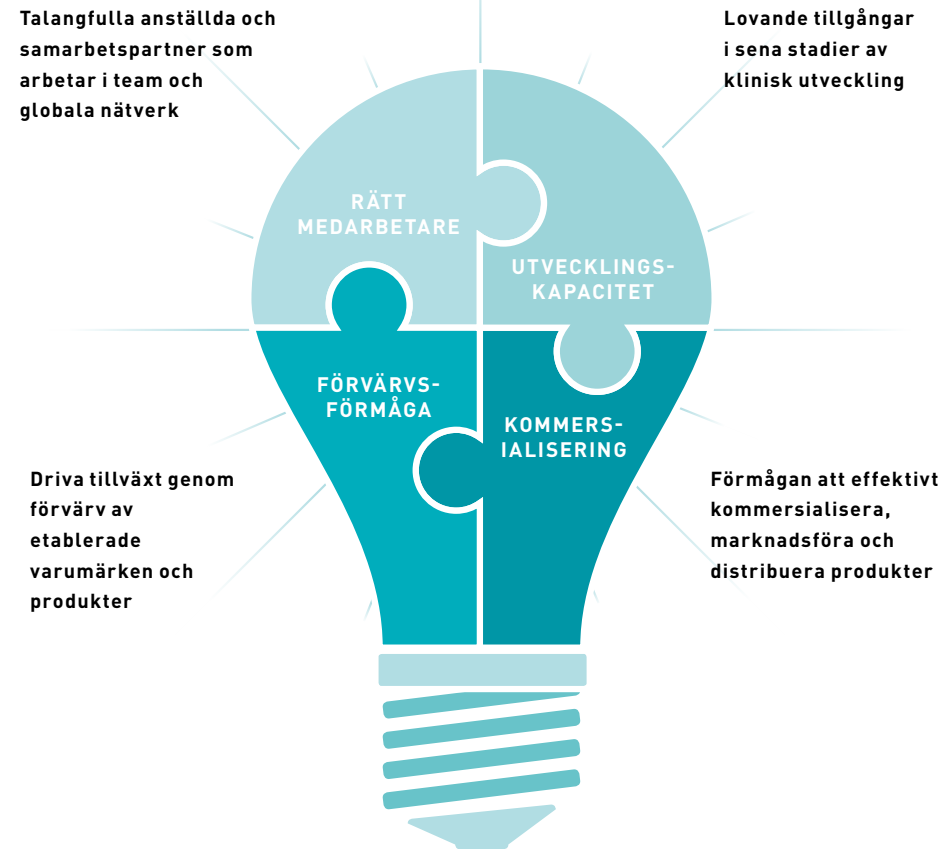 Talangfulla anställda och
samarbetspartner som
arbetar i team och
globala nätverk
Lovande tillgångar
i sena stadier av
klinisk utveckling
RÄTT
MEDARBETARE
UTVECKLINGS-
KAPACITET
FÖRVÄRVS-
FÖRMÅGA
KOMMERS-
IALISERING
Driva tillväxt genom
förvärv av
etablerade
varumärken och
produkter
Förmågan att effektivt
kommersialisera,
marknadsföra och
distribuera produkter